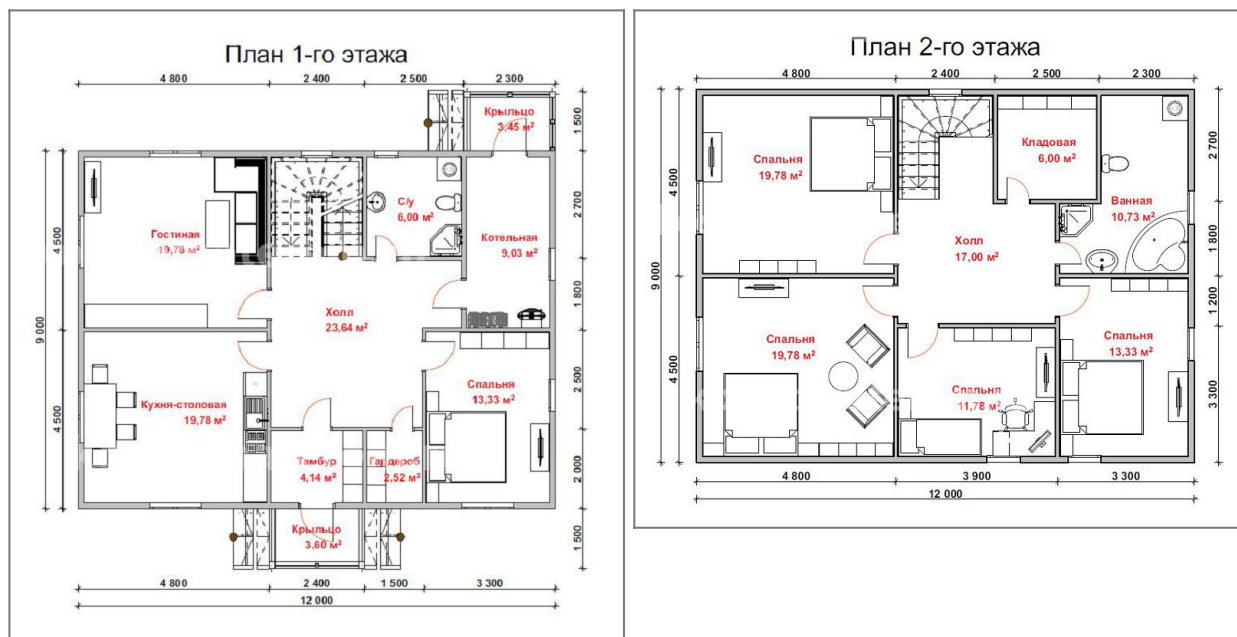 План 1-го этажа
4 800
2 400
2 500
2 300
Крыльцо
3,45 м²
1 500
Гостиная
19,78 м²
С/у
6,00 м²
Котельная
9,03 м²
2 700
4 500
9 000
Холл
23,64 м²
1 800
Кухня-столовая
19,78 м²
Спальня
13,33 м²
2 500
4 500
Тамбур
4,14 м²
Гардероб
2,52 м²
2 000
Крыльцо
3,60 м²
1 500
4 800
2 400
1 500
3 300
12 000
План 2-го этажа
4 800
2 400
2 500
2 300
Спальня
19,78 м²
Кладовая
6,00 м²
2 700
4 500
Ванная
10,73 м²
Холл
17,00 м²
1 800
9 000
1 200
Спальня
19,78 м²
Спальня
13,33 м²
4 500
Спальня
11,78 м²
3 300
4 800
3 900
3 300
12 000